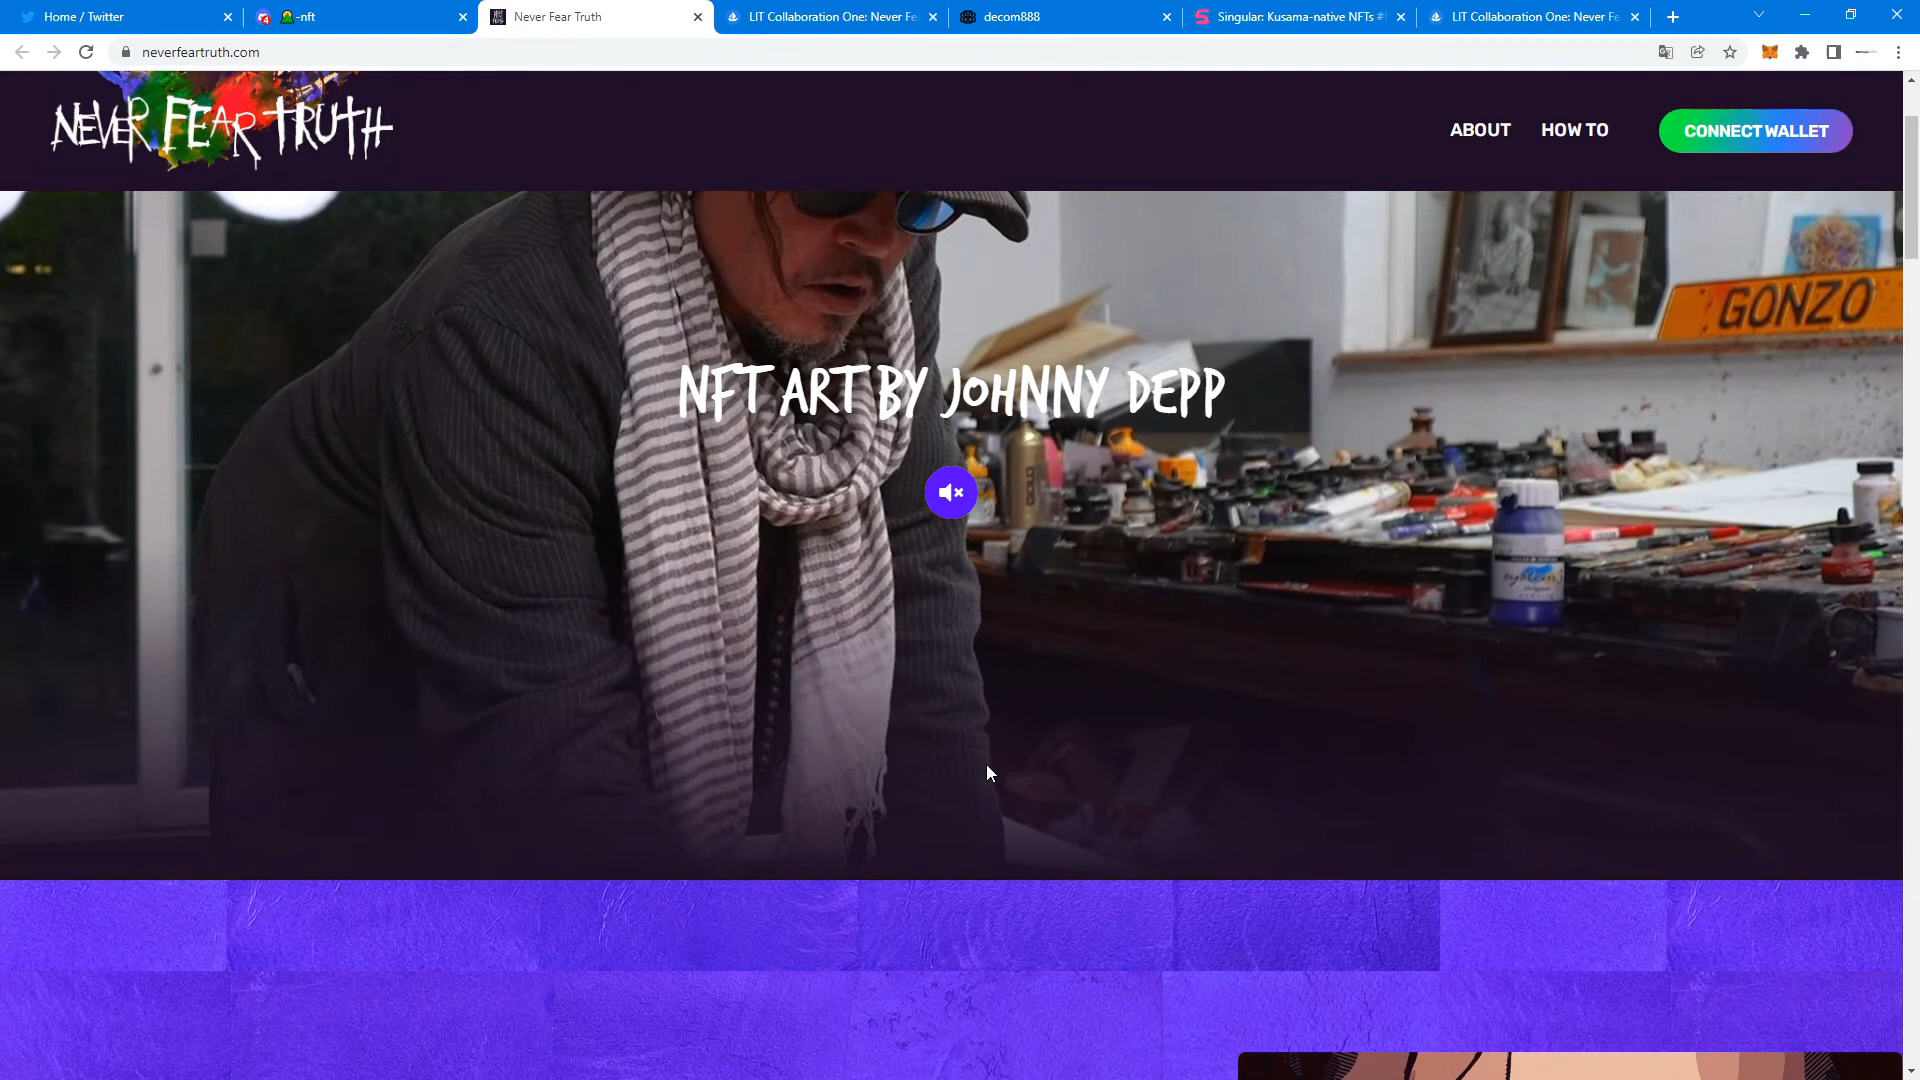 Home / Twitter
-nft
Never Fear Truth
LIT Collaboration One: Never Fe
decom888
Singular: Kusama-native NFTs #
LIT Collaboration One: Never Fe
neverfeartruth.com
NEVER FEAR TRUTH
ABOUT
HOW TO
CONNECT WALLET
GONZO
NFT ART BY JOHNNY DEPP
GOLD